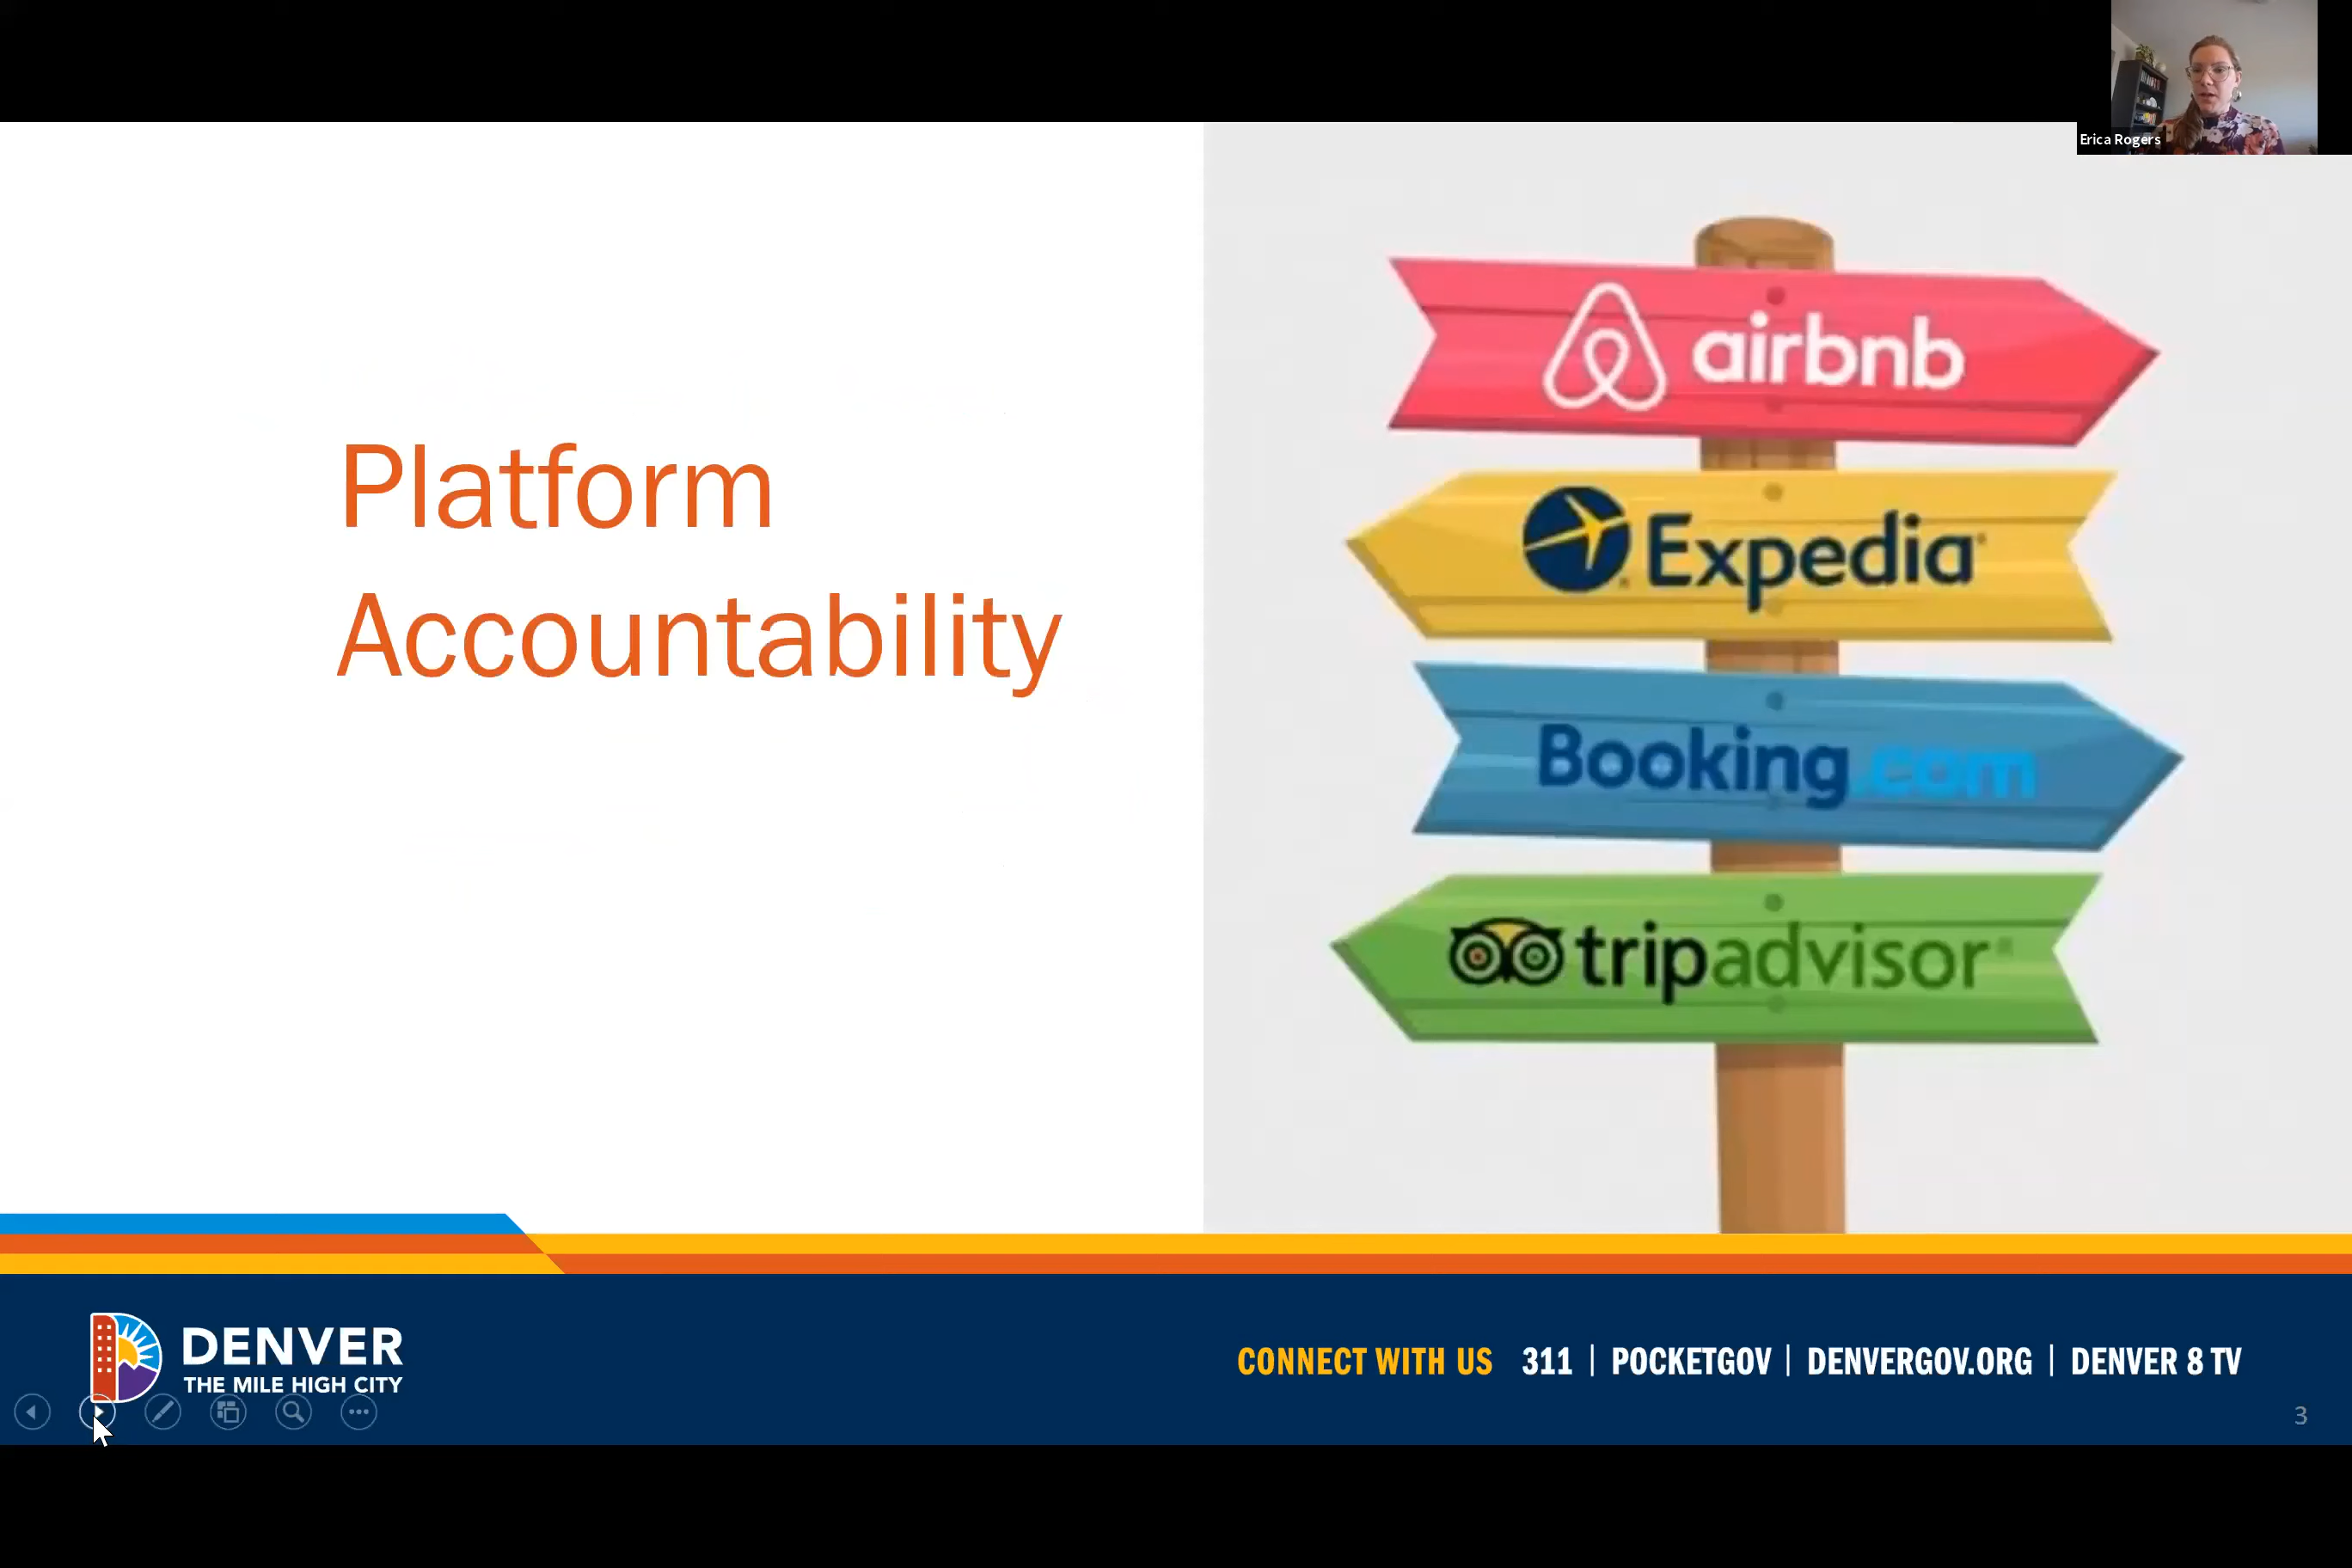 Erica Rogers
Platform
Accountability
airbnb
Expedia®
Booking.com
tripadvisor®
DENVER
THE MILE HIGH CITY
CONNECT WITH US 311 | POCKETGOV | DENVERGOV.ORG | DENVER 8 TV
3